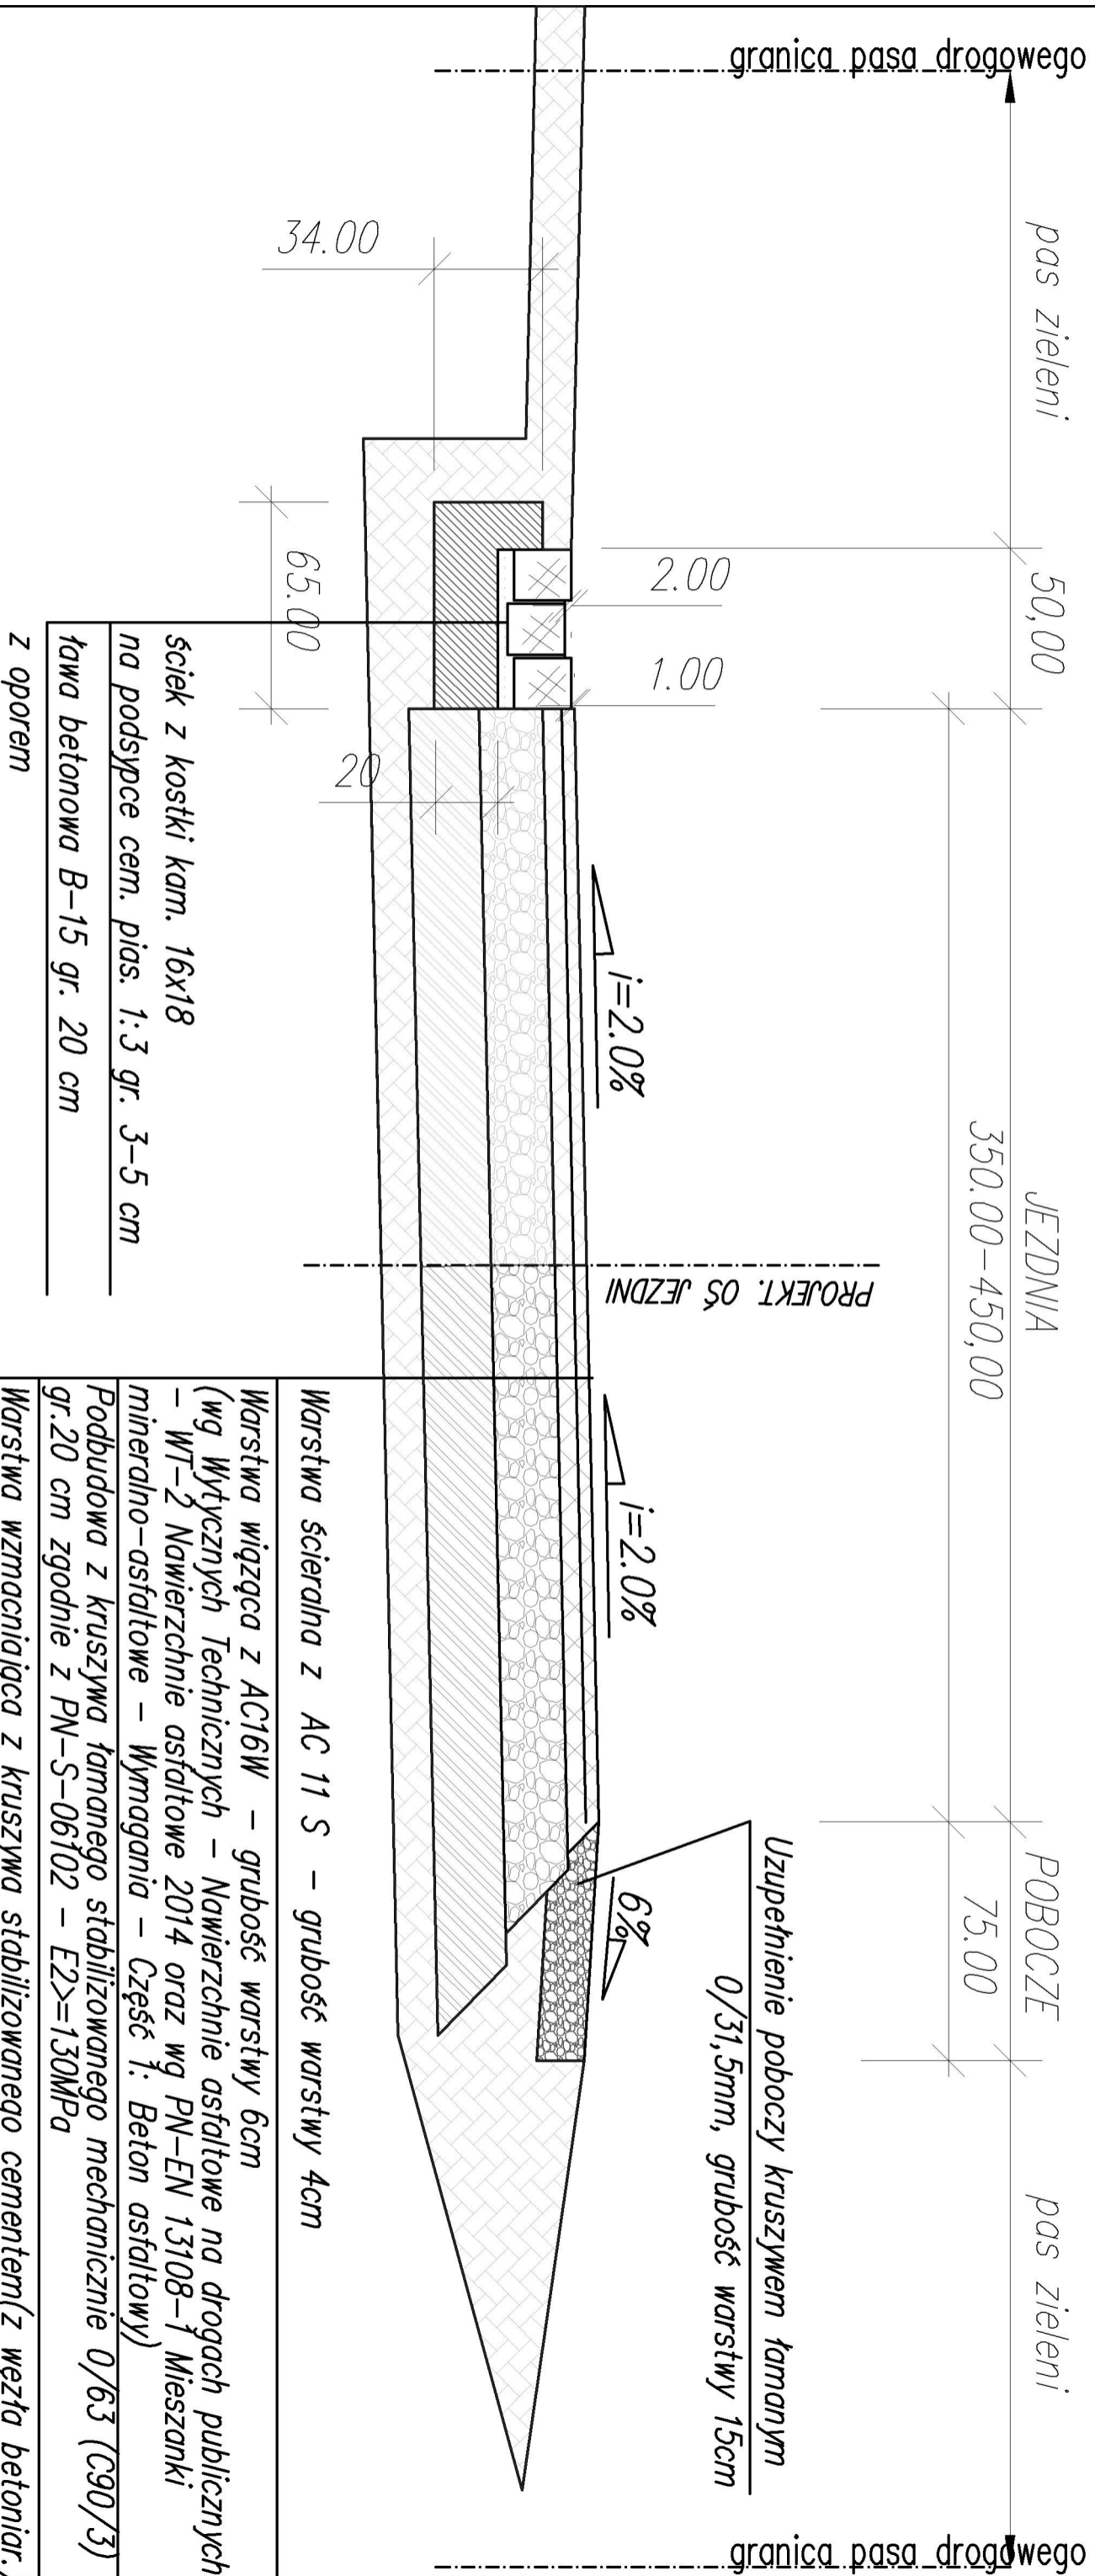 granica pasa drogowego
pas zieleni
50,00
JEZDNIA
350.00-450,00
POBOCZE
75.00
pas zieleni
granica pasa drogowego
34.00
2.00
1.00
65.00
20
i=2.0%
PROJEKT. OŚ JEZDNI
i=2.0%
6%
Uzupełnienie poboczy kruszywem łamanym
0/31,5mm, grubość warstwy 15cm
ściek z kostki kam. 16x18
na podsypce cem. pias. 1:3 gr. 3-5 cm
ława betonowa B-15 gr. 20 cm
z oporem
Warstwa ścieralna z AC 11 S - grubość warstwy 4cm
Warstwa wiążąca z AC16W - grubość warstwy 6cm
(wg Wytycznych Technicznych - Nawierzchnie asfaltowe na drogach publicznych
- WT-2 Nawierzchnie asfaltowe 2014 oraz wg PN-EN 13108-1 Mieszanki
mineralno-asfaltowe - Wymagania - Część 1: Beton asfaltowy)
Podbudowa z kruszywa łamanego stabilizowanego mechanicznie 0/63 (C90/3)
gr.20 cm zgodnie z PN-S-06102 - E2>=130MPa
Warstwa wzmacniająca z kruszywa stabilizowanego cementem(z węzła betoniar.)